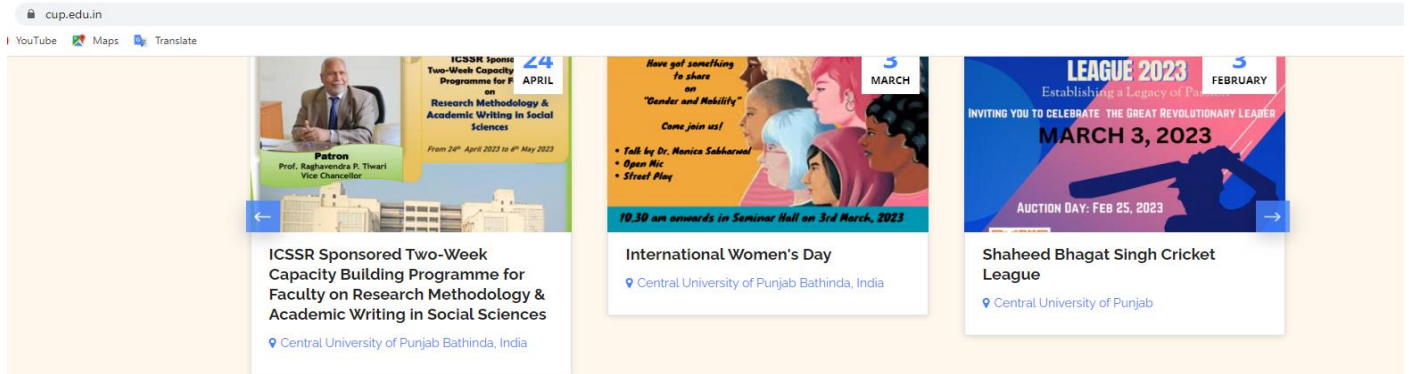 cup.edu.in
YouTube Maps Translate
ICSSR
Two-Week Capacity
Programme for
on
Research Methodology &
Academic Writing in Social
Sciences
From 24th April 2023 to 6th May 2023
Patron
Prof. Raghavendra P. Tiwari
Vice Chancellor
24
APRIL
Have got something
to share
on
"Gender and Mobility"
Come join us!
• Talk by Dr. Monica Sabharwal
• Open Mic
• Street Play
10.30 am onwards in Seminar Hall on 3rd March, 2023
3
MARCH
LEAGUE 2023
Establishing a Legacy of
INVITING YOU TO CELEBRATE THE GREAT REVOLUTIONARY LEADER
MARCH 3, 2023
AUCTION DAY: FEB 25, 2023
3
FEBRUARY
ICSSR Sponsored Two-Week
Capacity Building Programme for
Faculty on Research Methodology &
Academic Writing in Social Sciences
Central University of Punjab Bathinda, India
International Women's Day
Central University of Punjab Bathinda, India
Shaheed Bhagat Singh Cricket
League
Central University of Punjab